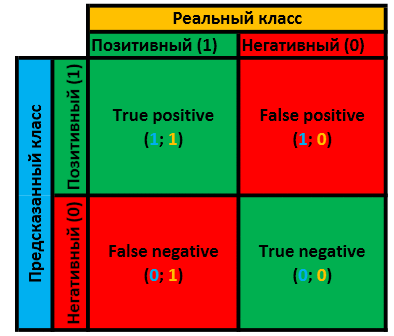 Реальный класс
Позитивный (1)
Негативный (0)
Предсказанный класс
Позитивный (1)
True positive
(1; 1)
False positive
(1; 0)
Негативный (0)
False negative
(0; 1)
True negative
(0; 0)